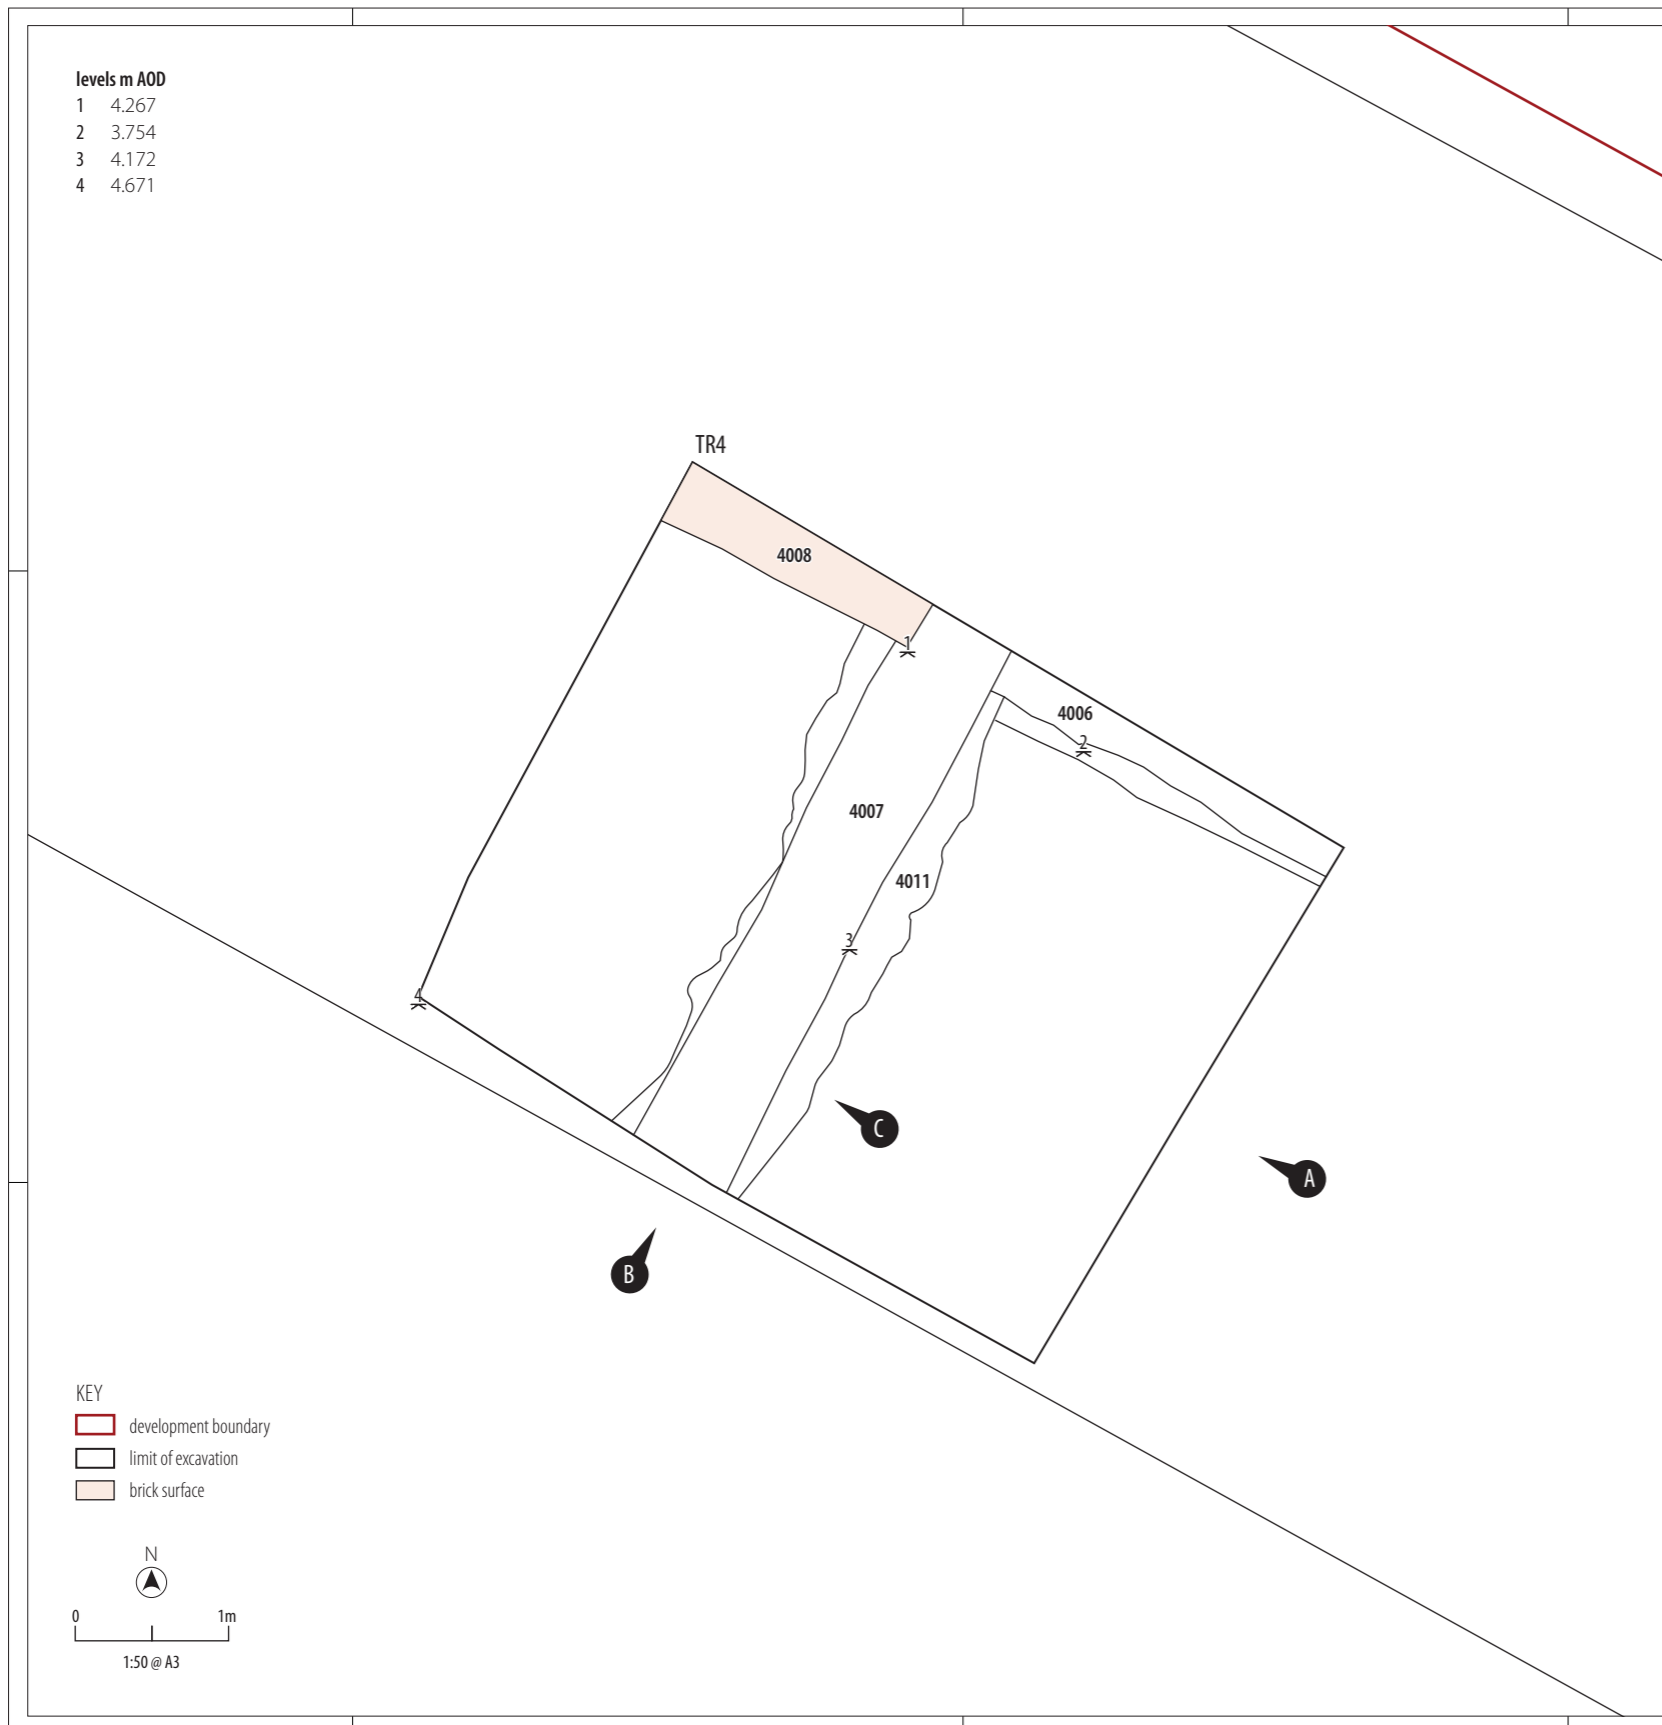 levels m AOD
1 4.267
2 3.754
3 4.172
4 4.671
TR4
4008
1
4006
2
4007
4011
3
4
C
A
B
KEY
development boundary
limit of excavation
brick surface
N
0 1m
1:50 @ A3